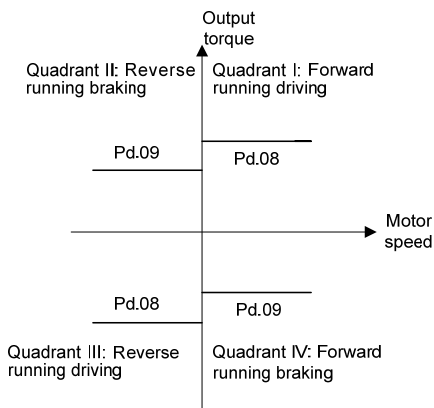 Output
torque
Quadrant II: Reverse
running braking
Quadrant I: Forward
running driving
Pd.09
Pd.08
Motor
speed
Pd.08
Pd.09
Quadrant III: Reverse
running driving
Quadrant IV: Forward
running braking